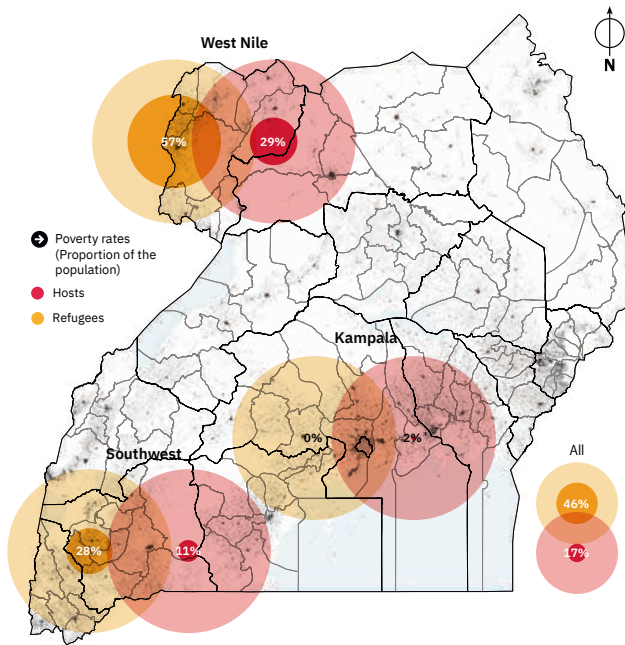 N
West Nile
57%
29%
Poverty rates
(Proportion of the
population)
Hosts
Refugees
Kampala
0%
2%
Southwest
28%
11%
All
46%
17%